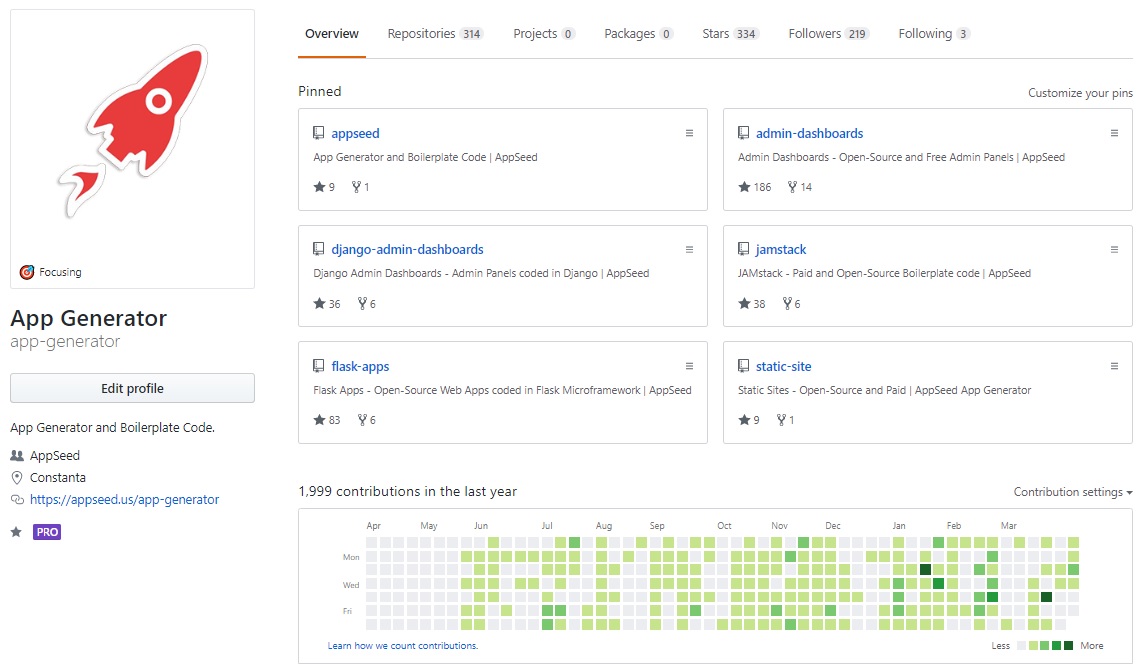 Overview Repositories 314 Projects 0 Packages 0 Stars 334 Followers 219 Following 3
Focusing
App Generator
app-generator
Edit profile
App Generator and Boilerplate Code.
AppSeed
Constanta
https://appseed.us/app-generator
PRO
Pinned
Customize your pins
appseed
App Generator and Boilerplate Code | AppSeed
9 1
admin-dashboards
Admin Dashboards - Open-Source and Free Admin Panels | AppSeed
186 14
django-admin-dashboards
Django Admin Dashboards - Admin Panels coded in Django | AppSeed
36 6
jamstack
JAMstack - Paid and Open-Source Boilerplate code | AppSeed
38 6
flask-apps
Flask Apps - Open-Source Web Apps coded in Flask Microframework | AppSeed
83 6
static-site
Static Sites - Open-Source and Paid | AppSeed App Generator
9 1
1,999 contributions in the last year
Contribution settings
Apr May Jun Jul Aug Sep Oct Nov Dec Jan Feb Mar
Mon
Wed
Fri
Learn how we count contributions.
Less More